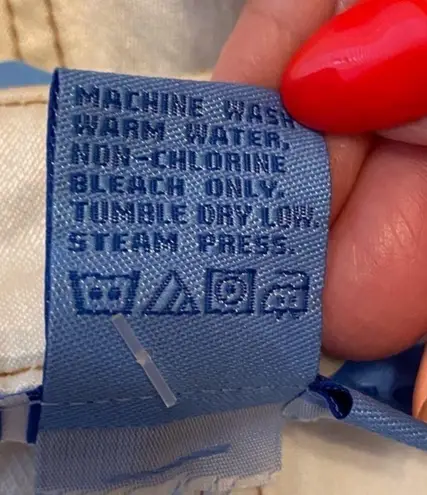 MACHINE WASH
WARM WATER,
NON-CHLORINE
BLEACH ONLY.
TUMBLE DRY LOW.
STEAM PRESS.